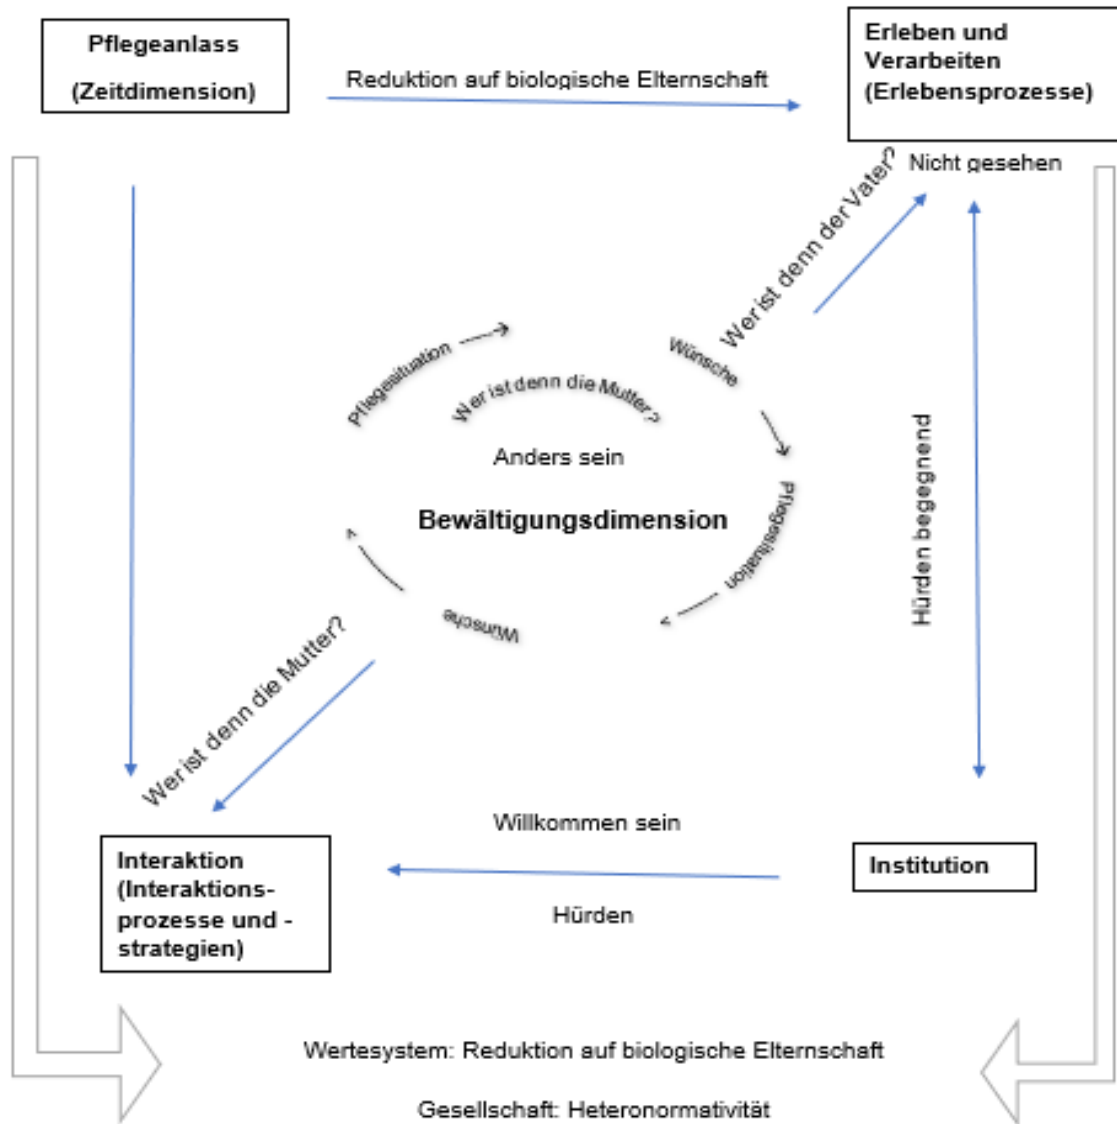 Pflegeanlass
(Zeitdimension)
Reduktion auf biologische Elternschaft
Erleben und
Verarbeiten
(Erlebensprozesse)
Nicht gesehen
Wer ist denn der Vater?
Pflegesituation
Wünsche
Wer ist denn die Mutter?
Anders sein
Bewältigungsdimension
Pflegesituation
Wünsche
Hürden begegnend
Wer ist denn die Mutter?
Willkommen sein
Interaktion
(Interaktions-
prozesse und -
strategien)
Institution
Hürden
Wertesystem: Reduktion auf biologische Elternschaft
Gesellschaft: Heteronormativität